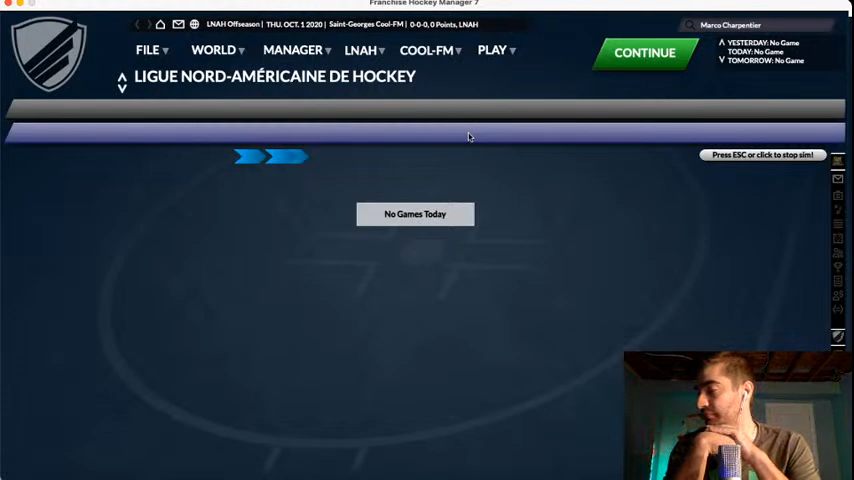 Franchise Hockey Manager 7
LNAH Offseason | THU. OCT. 1 2020 | Saint-Georges Cool-FM | 0-0-0, 0 Points, LNAH
Marco Charpentier
FILE WORLD MANAGER LNAH COOL-FM PLAY
CONTINUE
YESTERDAY: No Game
TODAY: No Game
TOMORROW: No Game
LIGUE NORD-AMÉRICAINE DE HOCKEY
Press ESC or click to stop sim!
No Games Today